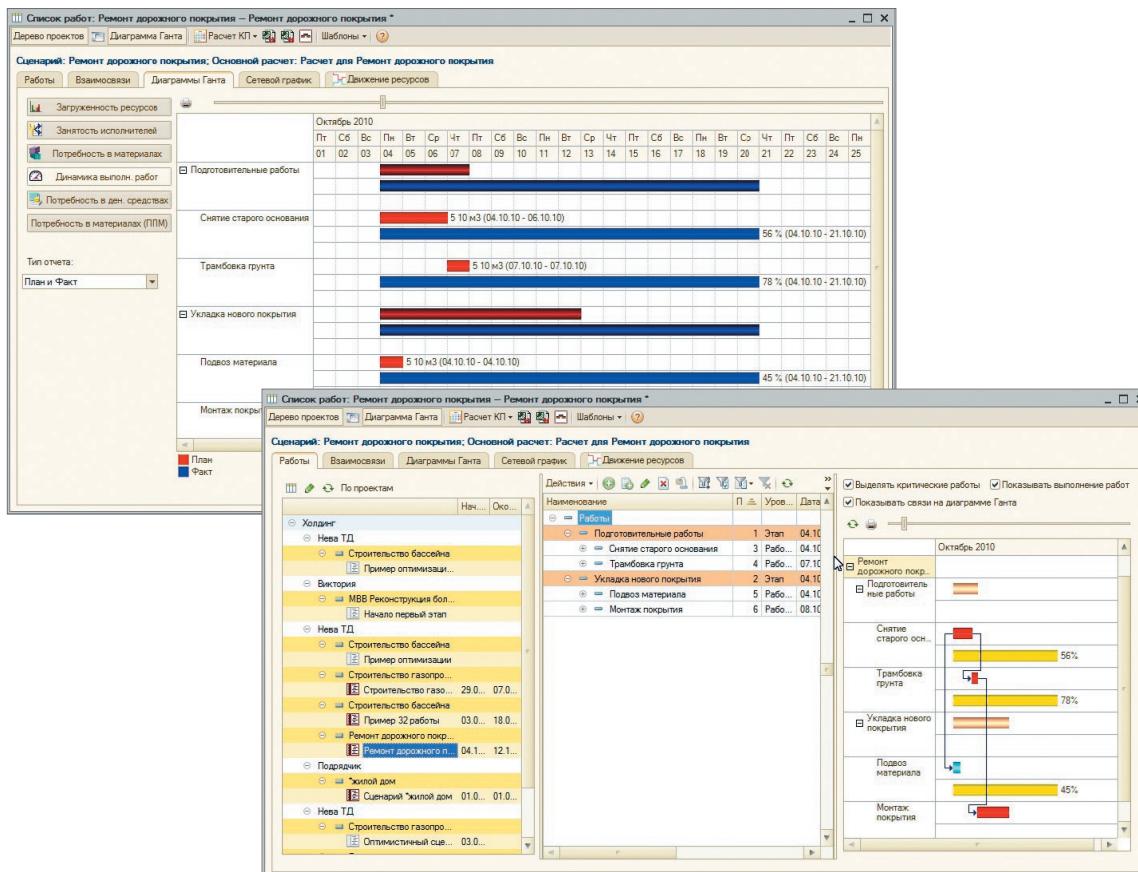 Список работ: Ремонт дорожного покрытия – Ремонт дорожного покрытия *
Дерево проектов Диаграмма Ганта Расчет КП Шаблоны
Сценарий: Ремонт дорожного покрытия; Основной расчет: Расчет для Ремонт дорожного покрытия
Работы Взаимосвязи Диаграммы Ганта Сетевой график Движение ресурсов
Загруженность ресурсов
Занятость исполнителей
Потребность в материалах
Динамика выполн. работ
Потребность в ден. средствах
Потребность в материалах (ППМ)
Тип отчета:
План и Факт
Октябрь 2010
Пт Сб Вс Пн Вт Ср Чт Пт Сб Вс Пн Вт Ср Чт Пт Сб Вс Пн Вт Ср Чт Пт Сб Вс Пн
01 02 03 04 05 06 07 08 09 10 11 12 13 14 15 16 17 18 19 20 21 22 23 24 25
Подготовительные работы
Снятие старого основания 5 10 м3 (04.10.10 - 06.10.10)
56 % (04.10.10 - 21.10.10)
Трамбовка грунта 5 10 м3 (07.10.10 - 07.10.10)
78 % (04.10.10 - 21.10.10)
Укладка нового покрытия
Подвоз материала 5 10 м3 (04.10.10 - 04.10.10)
45 % (04.10.10 - 21.10.10)
Монтаж покры
План
Факт
Список работ: Ремонт дорожного покрытия – Ремонт дорожного покрытия *
Дерево проектов Диаграмма Ганта Расчет КП Шаблоны
Сценарий: Ремонт дорожного покрытия; Основной расчет: Расчет для Ремонт дорожного покрытия
Работы Взаимосвязи Диаграммы Ганта Сетевой график Движение ресурсов
По проектам
Нач.... Око...
Холдинг
Нева ТД
Строительство бассейна
Пример оптимизаци...
Виктория
МВВ Реконструкция бол...
Начало первый этап
Нева ТД
Строительство бассейна
Пример оптимизации
Строительство газопро...
Строительство газо... 29.0... 07.0...
Строительство бассейна
Пример 32 работы 03.0... 18.0...
Ремонт дорожного покр...
Ремонт дорожного п... 04.1... 12.1...
Подрядчик
"жилой дом
Сценарий "жилой дом 01.0... 01.0...
Нева ТД
Строительство газопро...
Оптимистичный сце... 03.0...
Действия
Наименование П Уров... Дата
Работы
Подготовительные работы 1 Этап 04.10
Снятие старого основания 3 Рабо... 04.10
Трамбовка грунта 4 Рабо... 07.10
Укладка нового покрытия 2 Этап 04.10
Подвоз материала 5 Рабо... 04.10
Монтаж покрытия 6 Рабо... 08.10
Выделять критические работы Показывать выполнение работ
Показывать связи на диаграмме Ганта
Октябрь 2010
Ремонт
дорожного покр...
Подготовитель
ные работы
Снятие
старого осн...
56%
Трамбовка
грунта
78%
Укладка нового
покрытия
Подвоз
материала
45%
Монтаж
покрытия